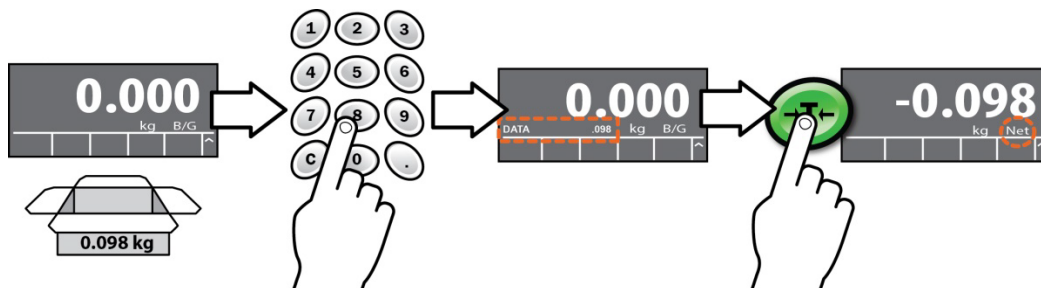 0.000
kg B/G
0.098 kg
1 2 3
4 5 6
7 8 9
C 0 .
0.000
DATA .098 kg B/G
T
-0.098
kg Net